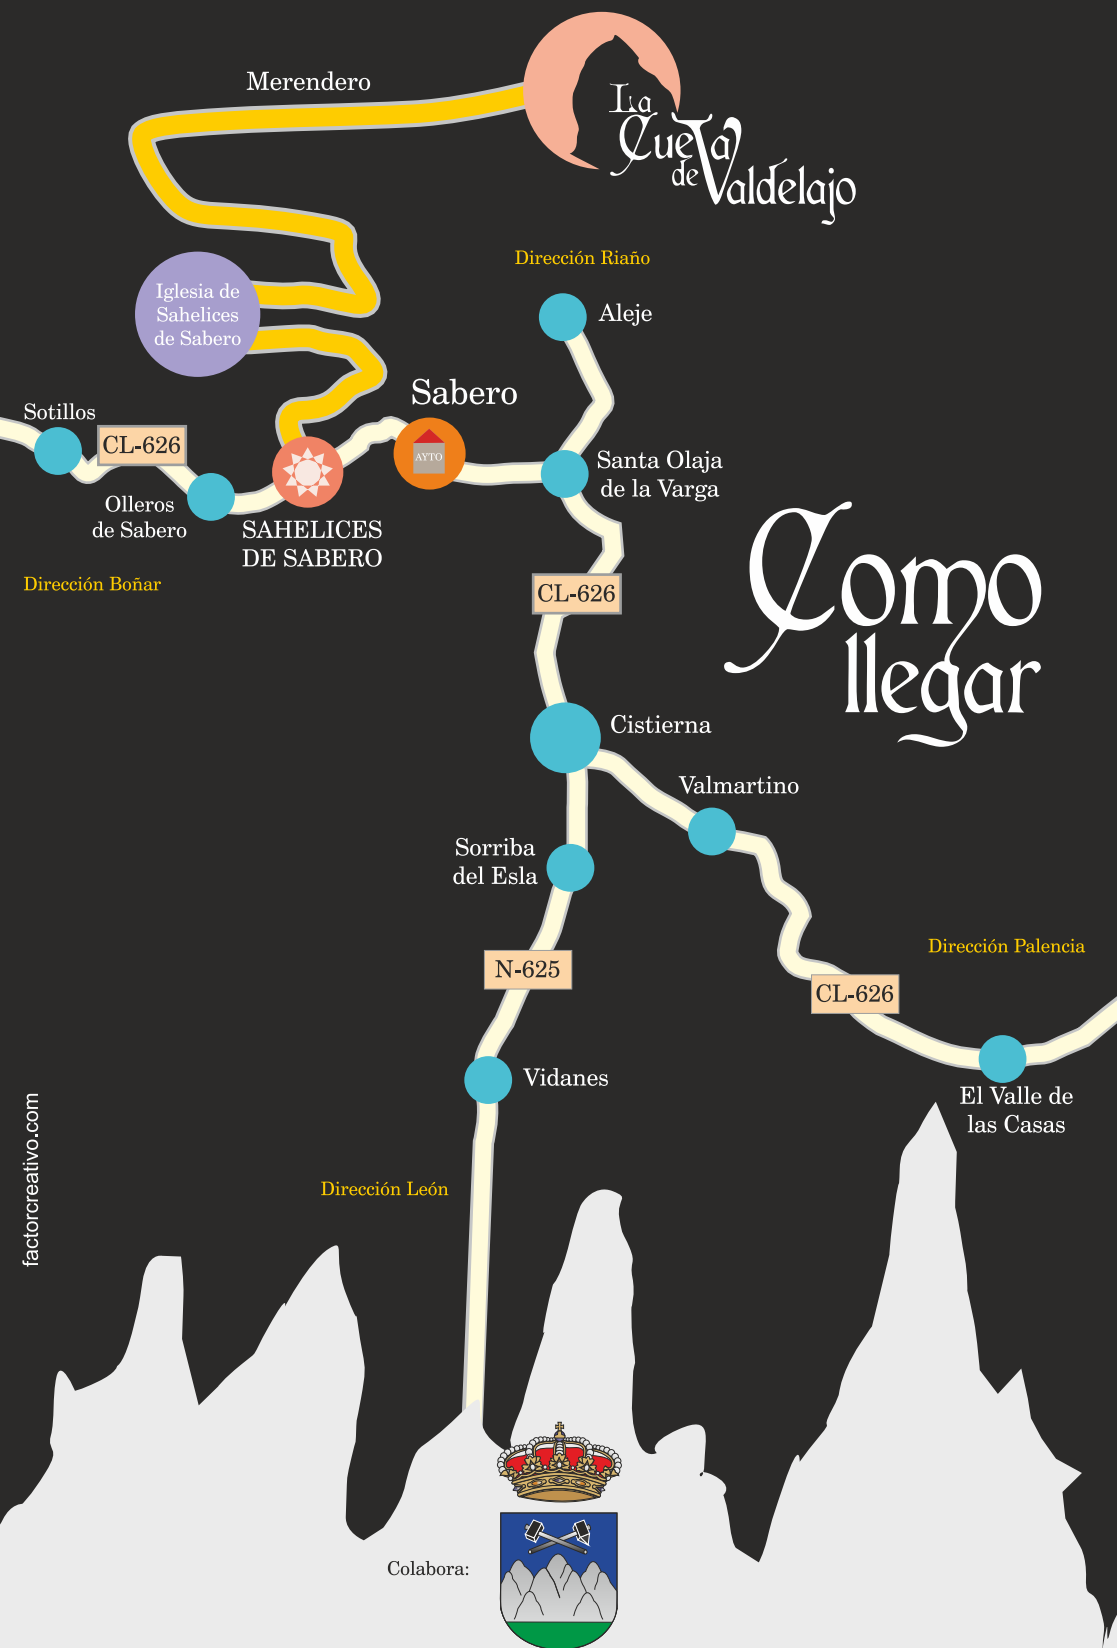 Merendero
La
Cueva
de Valdelajo
Dirección Riaño
Iglesia de
Sahelices
de Sabero
Aleje
Sabero
Sotillos
CL-626
AYTO
Santa Olaja
de la Varga
Olleros
de Sabero
SAHELICES
DE SABERO
Dirección Boñar
CL-626
Como
llegar
Cistierna
Valmartino
Sorriba
del Esla
Dirección Palencia
N-625
CL-626
Vidanes
El Valle de
las Casas
Dirección León
factorcreativo.com
Colabora: